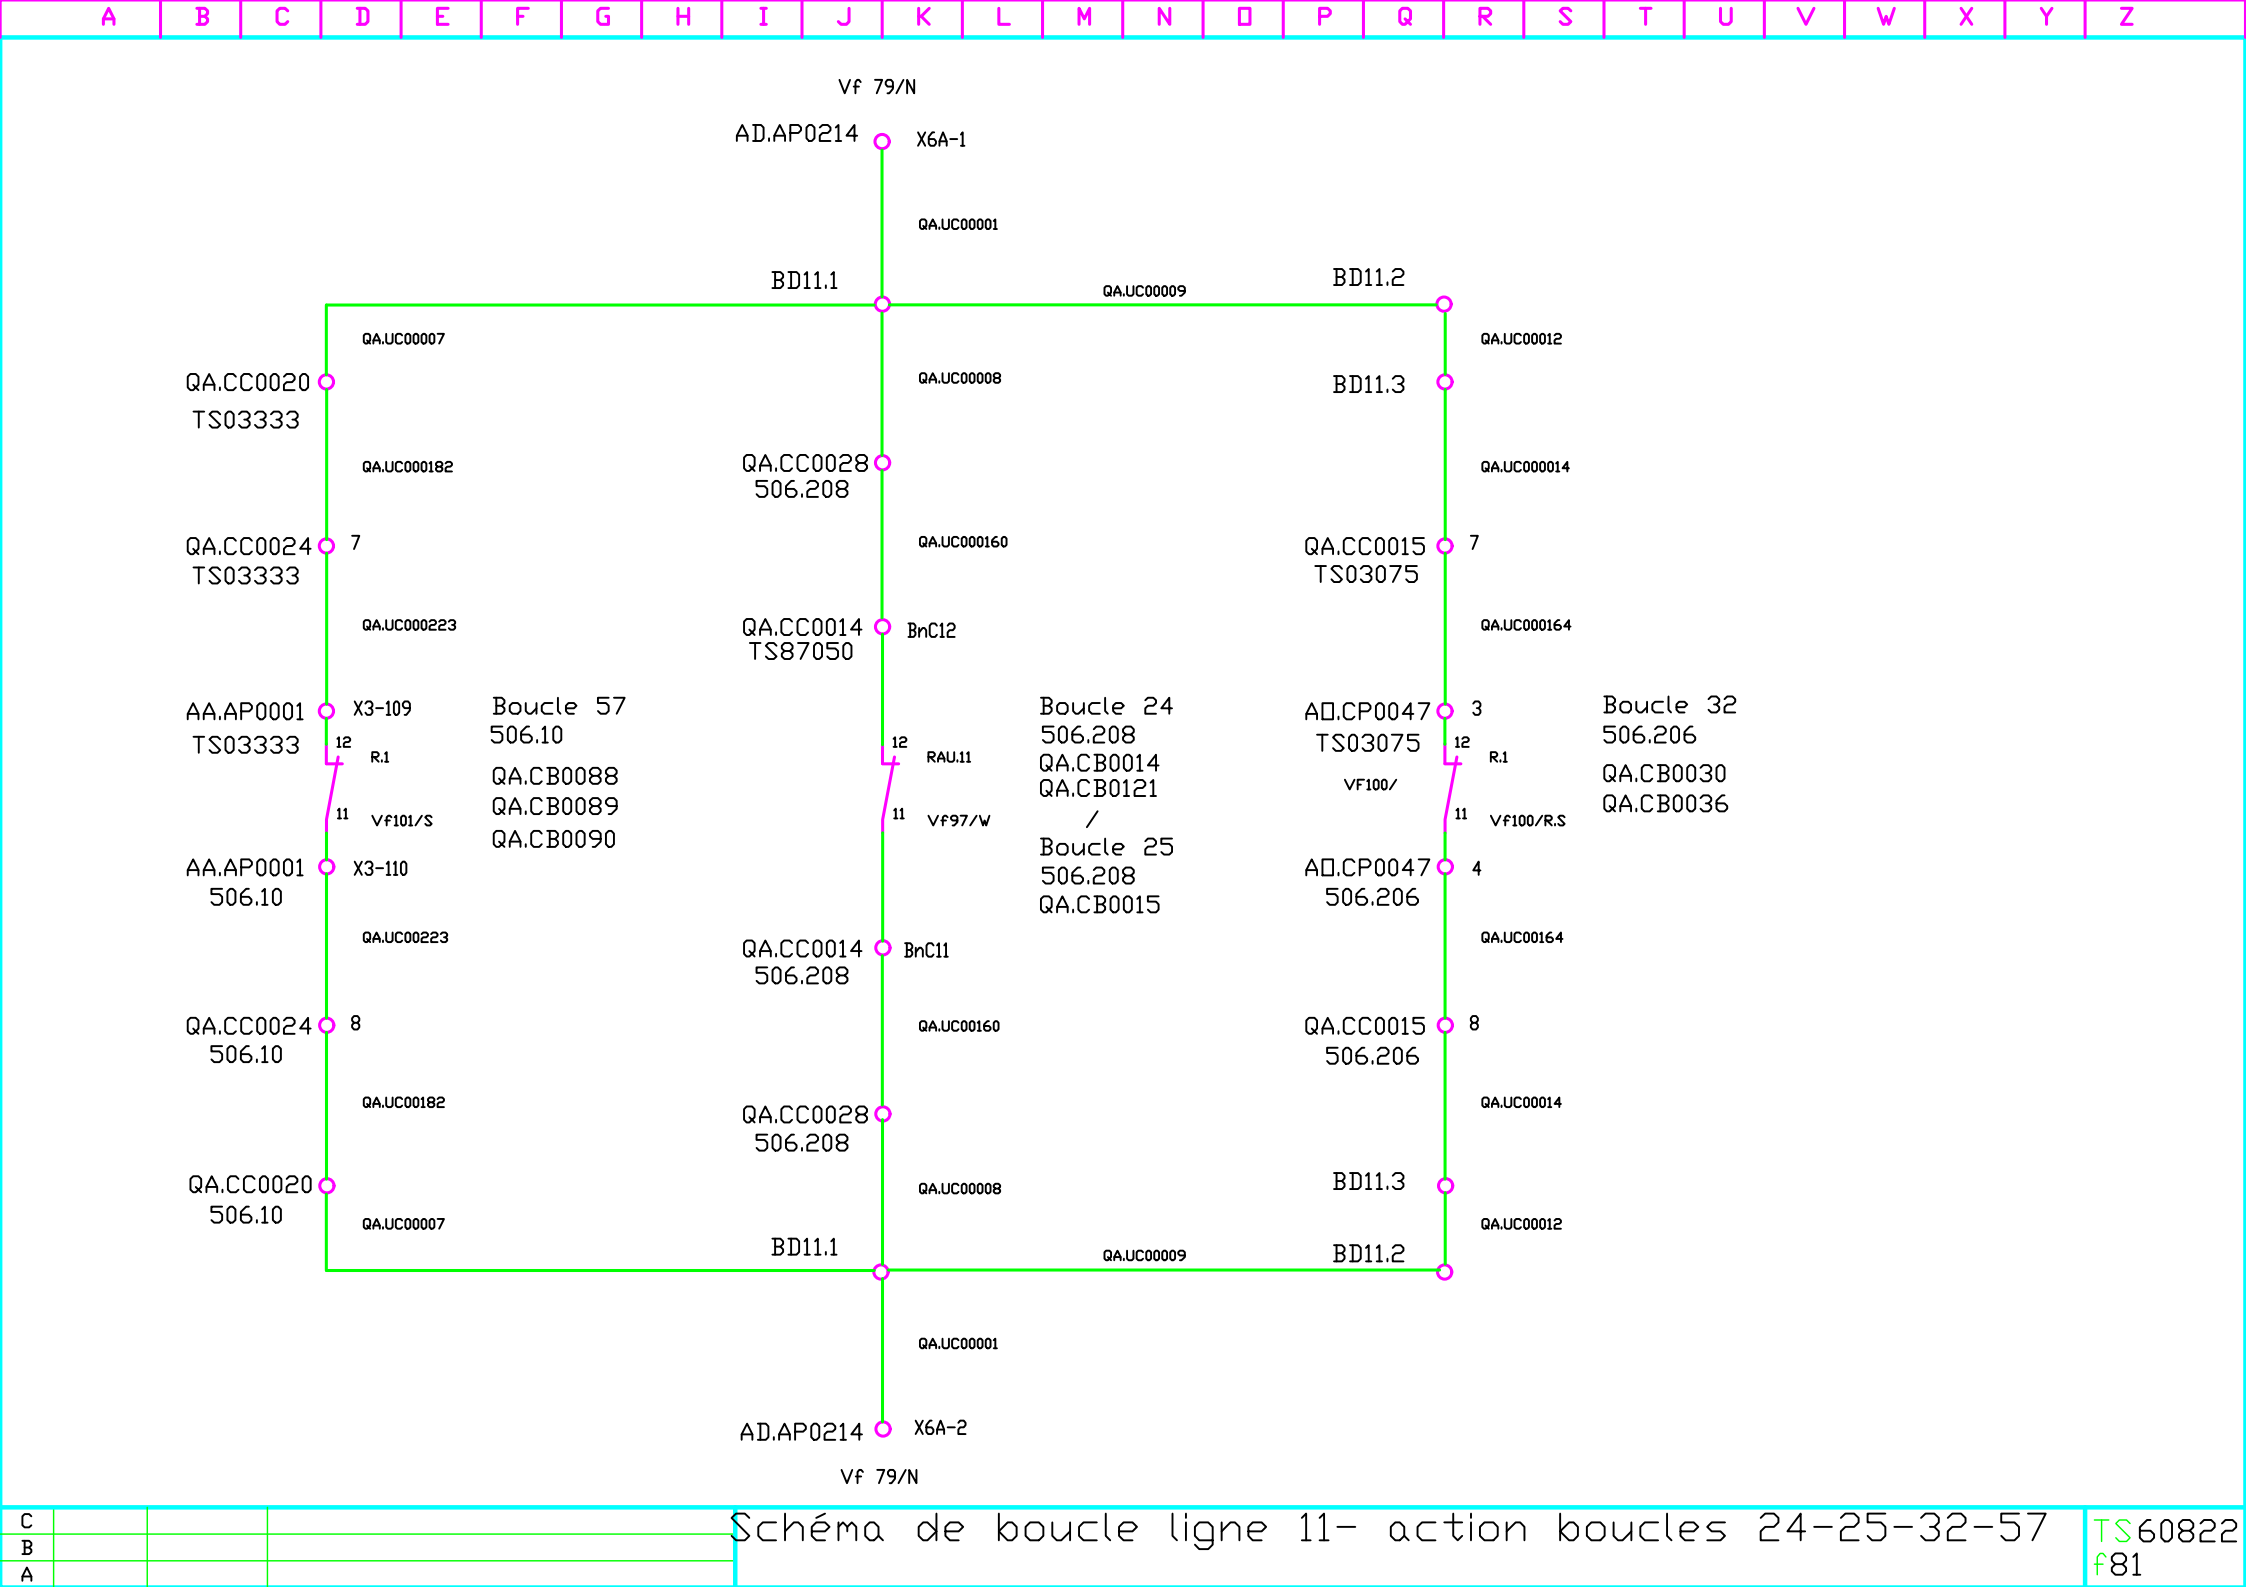 A B C D E F G H I J K L M N O P Q R S T U V W X Y Z
Vf 79/N
AD.AP0214 X6A-1
QA.UC00001
BD11.1 QA.UC00009 BD11.2
QA.UC00007 QA.UC00012
QA.CC0020 QA.UC00008 BD11.3
TS03333
QA.UC000182 QA.CC0028 QA.UC000014
506.208
QA.CC0024 7 QA.UC000160 QA.CC0015 7
TS03333 TS03075
QA.UC000223 QA.CC0014 BnC12 QA.UC000164
TS87050
AA.AP0001 X3-109 Boucle 57 Boucle 24 AO.CP0047 3 Boucle 32
TS03333 12 506.10 12 506.208 TS03075 12 506.206
R.1 RAU.11 QA.CB0014 R.1
QA.CB0088 QA.CB0121 VF100/ QA.CB0030
QA.CB0089 QA.CB0036
11 Vf101/S 11 Vf97/W / 11 Vf100/R.S
QA.CB0090 Boucle 25
AA.AP0001 X3-110 506.208 AO.CP0047 4
506.10 QA.CB0015 506.206
QA.UC00223 QA.CC0014 BnC11 QA.UC00164
506.208
QA.CC0024 8 QA.UC00160 QA.CC0015 8
506.10 506.206
QA.UC00182 QA.CC0028 QA.UC00014
506.208
QA.CC0020 QA.UC00008 BD11.3
506.10
QA.UC00007 QA.UC00012
BD11.1 QA.UC00009 BD11.2
QA.UC00001
AD.AP0214 X6A-2
Vf 79/N
C
B
A
Schéma de boucle ligne 11- action boucles 24-25-32-57
TS60822
f81